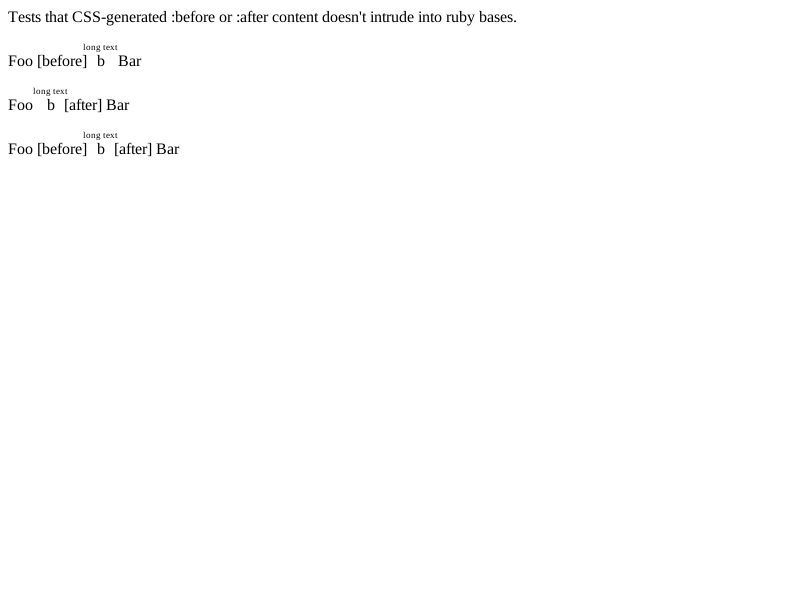 Tests that CSS-generated :before or :after content doesn't intrude into ruby bases.
long text
Foo [before] b Bar
long text
Foo b [after] Bar
long text
Foo [before] b [after] Bar